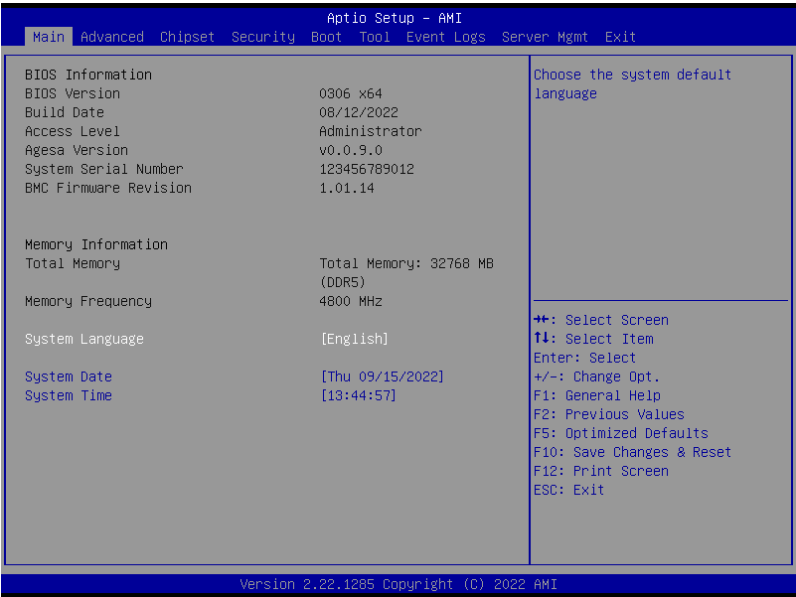 Aptio Setup – AMI
Main Advanced Chipset Security Boot Tool Event Logs Server Mgmt Exit
BIOS Information
BIOS Version 0306 x64
Build Date 08/12/2022
Access Level Administrator
Agesa Version v0.0.9.0
System Serial Number 123456789012
BMC Firmware Revision 1.01.14
Memory Information
Total Memory Total Memory: 32768 MB
(DDR5)
Memory Frequency 4800 MHz
System Language [English]
System Date [Thu 09/15/2022]
System Time [13:44:57]
Choose the system default
language
→←: Select Screen
↑↓: Select Item
Enter: Select
+/-: Change Opt.
F1: General Help
F2: Previous Values
F5: Optimized Defaults
F10: Save Changes & Reset
F12: Print Screen
ESC: Exit
Version 2.22.1285 Copyright (C) 2022 AMI